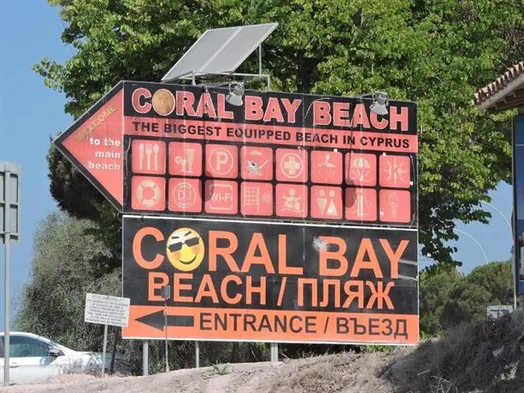 CORAL BAY BEACH
THE BIGGEST EQUIPPED BEACH IN CYPRUS
WELCOME
to the
main
beach
P
DJ
Wi-Fi
CORAL BAY
BEACH / ПЛЯЖ
ENTRANCE / ВЪЕЗД